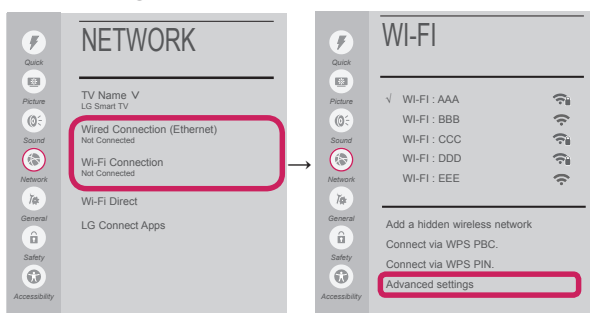 NETWORK
Quick
Picture
Sound
Network
General
Safety
Accessibility
TV Name ∨
LG Smart TV
Wired Connection (Ethernet)
Not Connected
Wi-Fi Connection
Not Connected
Wi-Fi Direct
LG Connect Apps
→
WI-FI
Quick
Picture
Sound
Network
General
Safety
Accessibility
√ WI-FI : AAA
WI-FI : BBB
WI-FI : CCC
WI-FI : DDD
WI-FI : EEE
Add a hidden wireless network
Connect via WPS PBC.
Connect via WPS PIN.
Advanced settings